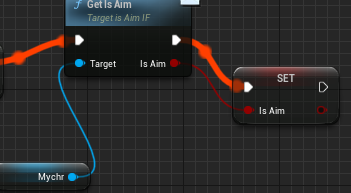 Get Is Aim
Target is Aim IF
Target Is Aim
SET
Is Aim
Mychr